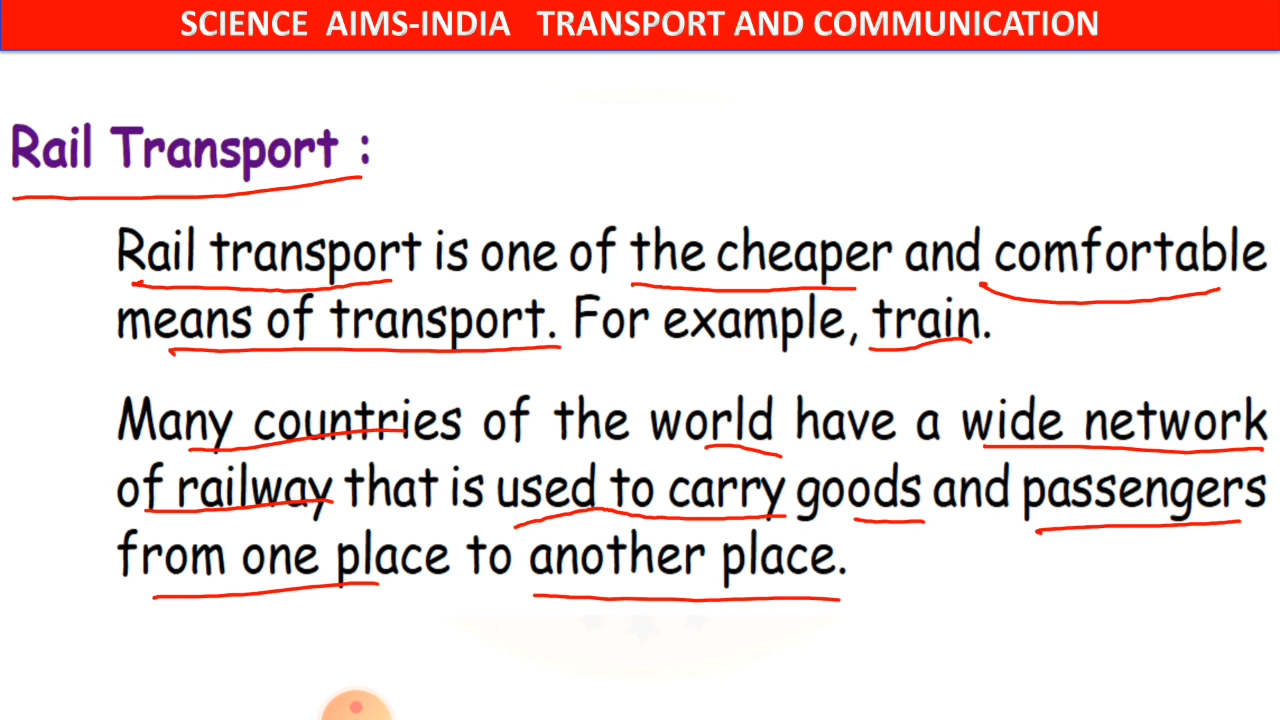 SCIENCE AIMS-INDIA TRANSPORT AND COMMUNICATION
Rail Transport :
Rail transport is one of the cheaper and comfortable
means of transport. For example, train.
Many countries of the world have a wide network
of railway that is used to carry goods and passengers
from one place to another place.